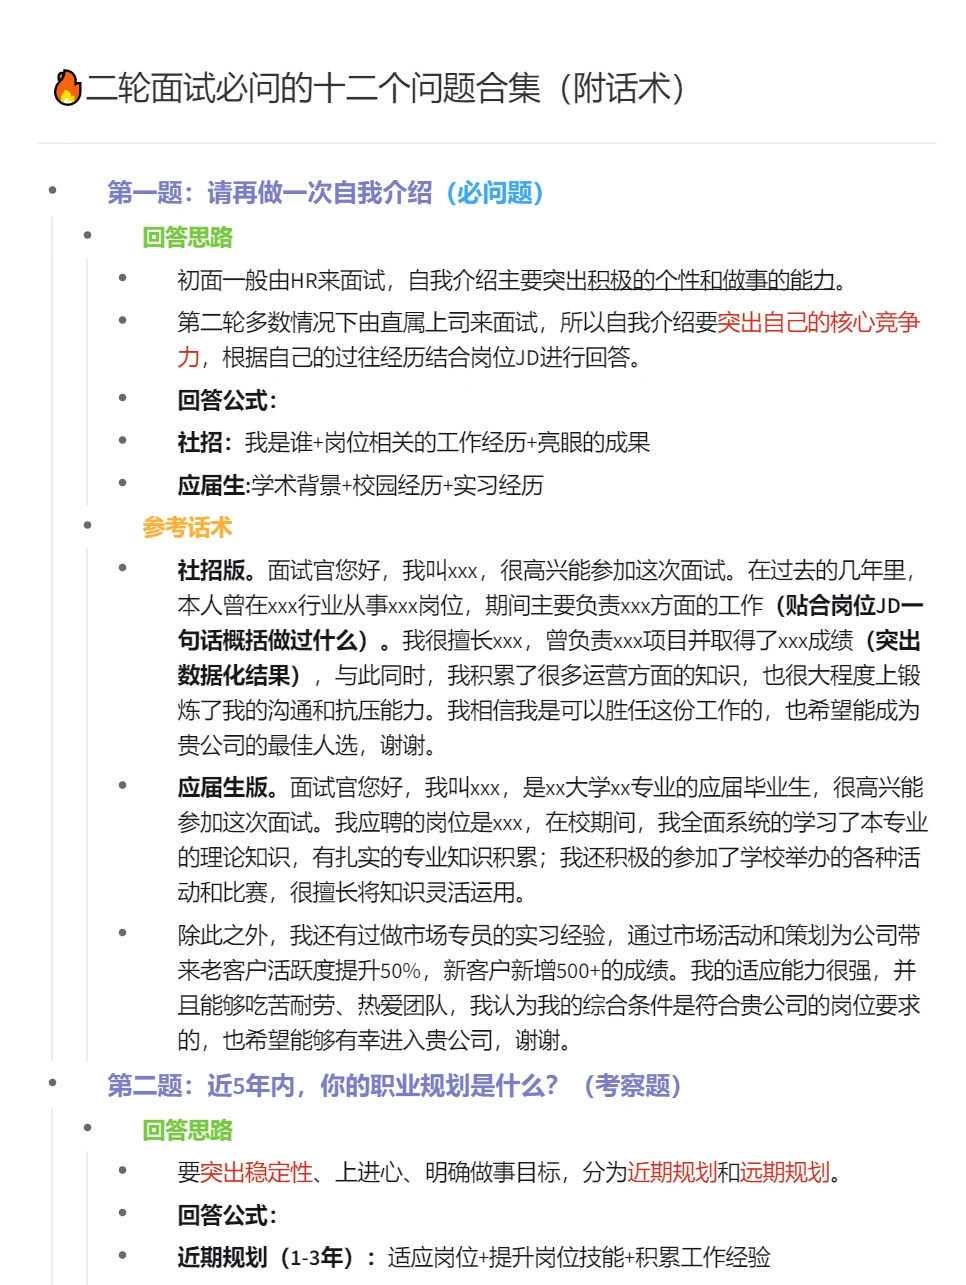 🔥二轮面试必问的十二个问题合集（附话术）
第一题：请再做一次自我介绍（必问题）
回答思路
初面一般由HR来面试，自我介绍主要突出积极的个性和做事的能力。
第二轮多数情况下由直属上司来面试，所以自我介绍要突出自己的核心竞争
力，根据自己的过往经历结合岗位JD进行回答。
回答公式：
社招：我是谁+岗位相关的工作经历+亮眼的成果
应届生:学术背景+校园经历+实习经历
参考话术
社招版。面试官您好，我叫xxx，很高兴能参加这次面试。在过去的几年里，
本人曾在xxx行业从事xxx岗位，期间主要负责xxx方面的工作（贴合岗位JD一
句话概括做过什么）。我很擅长xxx，曾负责xxx项目并取得了xxx成绩（突出
数据化结果），与此同时，我积累了很多运营方面的知识，也很大程度上锻
炼了我的沟通和抗压能力。我相信我是可以胜任这份工作的，也希望能成为
贵公司的最佳人选，谢谢。
应届生版。面试官您好，我叫xxx，是xx大学xx专业的应届毕业生，很高兴能
参加这次面试。我应聘的岗位是xxx，在校期间，我全面系统的学习了本专业
的理论知识，有扎实的专业知识积累；我还积极的参加了学校举办的各种活
动和比赛，很擅长将知识灵活运用。
除此之外，我还有过做市场专员的实习经验，通过市场活动和策划为公司带
来老客户活跃度提升50%，新客户新增500+的成绩。我的适应能力很强，并
且能够吃苦耐劳、热爱团队，我认为我的综合条件是符合贵公司的岗位要求
的，也希望能够有幸进入贵公司，谢谢。
第二题：近5年内，你的职业规划是什么？（考察题）
回答思路
要突出稳定性、上进心、明确做事目标，分为近期规划和远期规划。
回答公式：
近期规划（1-3年）：适应岗位+提升岗位技能+积累工作经验